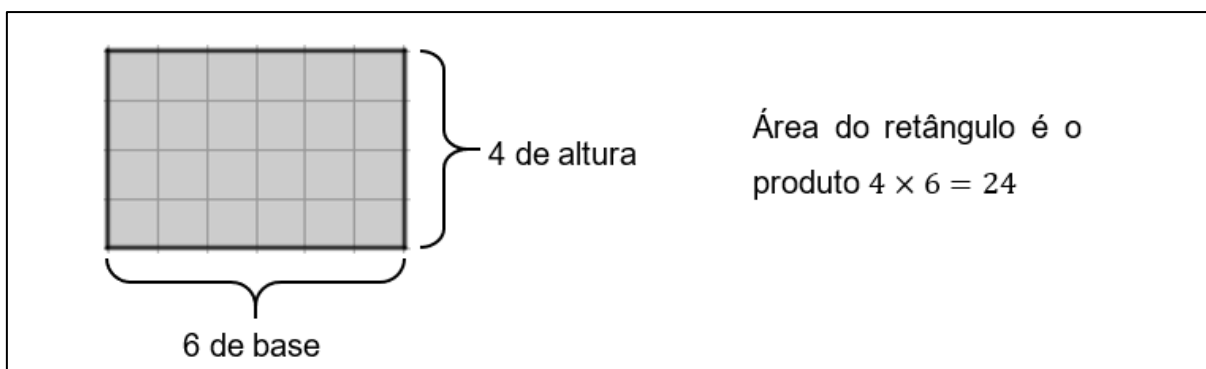 4 de altura
6 de base
Área do retângulo é o
produto 4 × 6 = 24